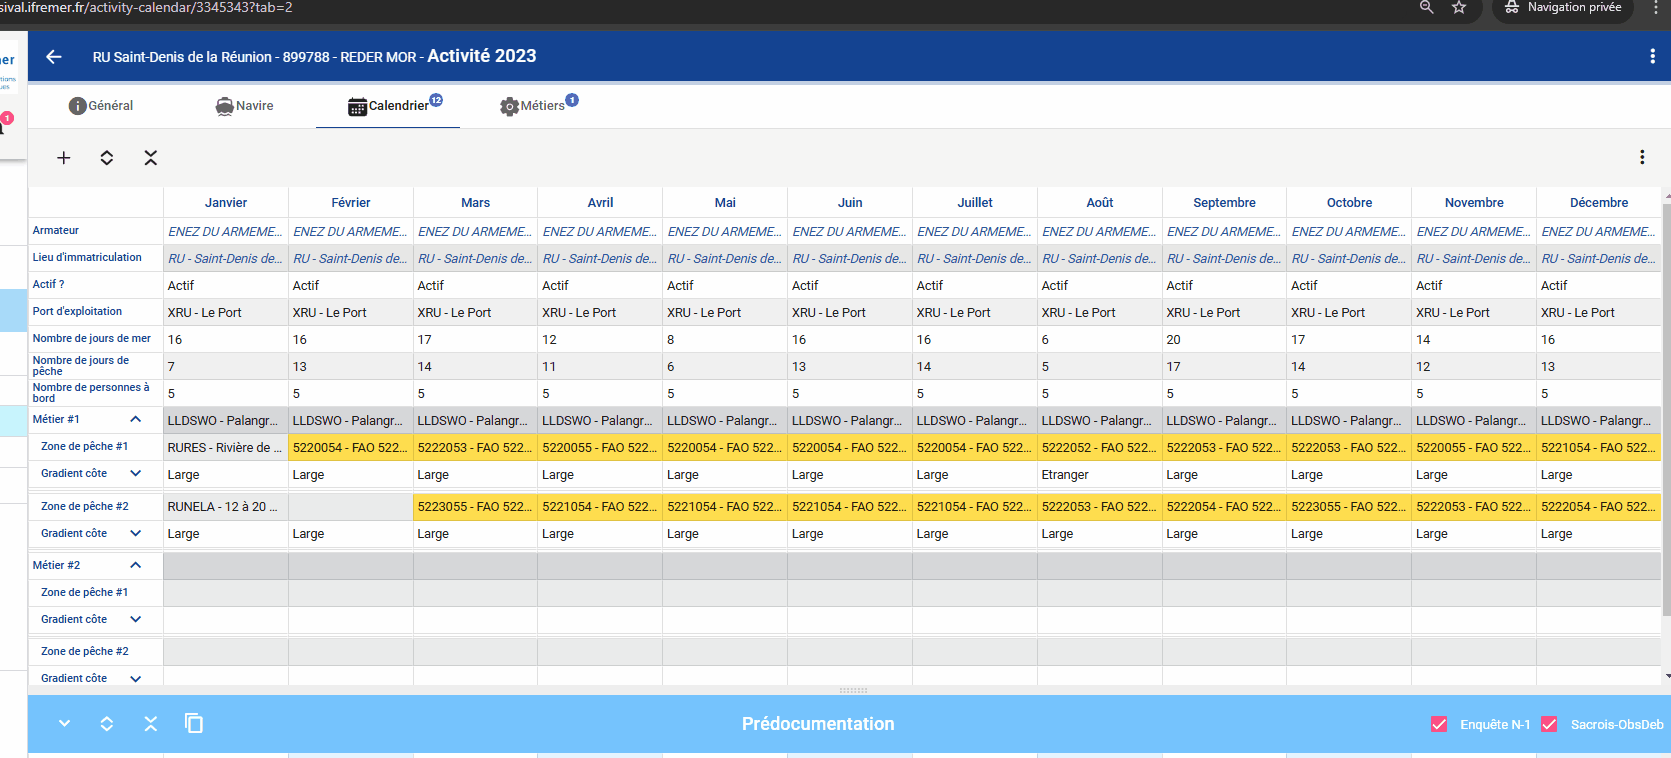 sival.ifremer.fr/activity-calendar/3345343?tab=2
Navigation privée
RU Saint-Denis de la Réunion - 899788 - REDER MOR - Activité 2023
Général Navire Calendrier 12 Métiers 1
1
Janvier Février Mars Avril Mai Juin Juillet Août Septembre Octobre Novembre Décembre
Armateur ENEZ DU ARMEME... ENEZ DU ARMEME... ENEZ DU ARMEME... ENEZ DU ARMEME... ENEZ DU ARMEME... ENEZ DU ARMEME... ENEZ DU ARMEME... ENEZ DU ARMEME... ENEZ DU ARMEME... ENEZ DU ARMEME... ENEZ DU ARMEME... ENEZ DU ARMEME...
Lieu d'immatriculation RU - Saint-Denis de... RU - Saint-Denis de... RU - Saint-Denis de... RU - Saint-Denis de... RU - Saint-Denis de... RU - Saint-Denis de... RU - Saint-Denis de... RU - Saint-Denis de... RU - Saint-Denis de... RU - Saint-Denis de... RU - Saint-Denis de... RU - Saint-Denis de...
Actif ? Actif Actif Actif Actif Actif Actif Actif Actif Actif Actif Actif Actif
Port d'exploitation XRU - Le Port XRU - Le Port XRU - Le Port XRU - Le Port XRU - Le Port XRU - Le Port XRU - Le Port XRU - Le Port XRU - Le Port XRU - Le Port XRU - Le Port XRU - Le Port
Nombre de jours de mer 16 16 17 12 8 16 16 6 20 17 14 16
Nombre de jours de pêche 7 13 14 11 6 13 14 5 17 14 12 13
Nombre de personnes à bord 5 5 5 5 5 5 5 5 5 5 5 5
Métier #1 LLDSWO - Palangr... LLDSWO - Palangr... LLDSWO - Palangr... LLDSWO - Palangr... LLDSWO - Palangr... LLDSWO - Palangr... LLDSWO - Palangr... LLDSWO - Palangr... LLDSWO - Palangr... LLDSWO - Palangr... LLDSWO - Palangr... LLDSWO - Palangr...
Zone de pêche #1 RURES - Rivière de ... 5220054 - FAO 522... 5222053 - FAO 522... 5220055 - FAO 522... 5220054 - FAO 522... 5220054 - FAO 522... 5220054 - FAO 522... 5222052 - FAO 522... 5222053 - FAO 522... 5222053 - FAO 522... 5220055 - FAO 522... 5221054 - FAO 522...
Gradient côte Large Large Large Large Large Large Large Etranger Large Large Large Large
Zone de pêche #2 RUNELA - 12 à 20 ... 5223055 - FAO 522... 5221054 - FAO 522... 5221054 - FAO 522... 5221054 - FAO 522... 5221054 - FAO 522... 5222053 - FAO 522... 5222054 - FAO 522... 5223055 - FAO 522... 5222053 - FAO 522... 5222054 - FAO 522...
Gradient côte Large Large Large Large Large Large Large Large Large Large Large Large
Métier #2
Zone de pêche #1
Gradient côte
Zone de pêche #2
Gradient côte
Prédocumentation Enquête N-1 Sacrois-ObsDeb